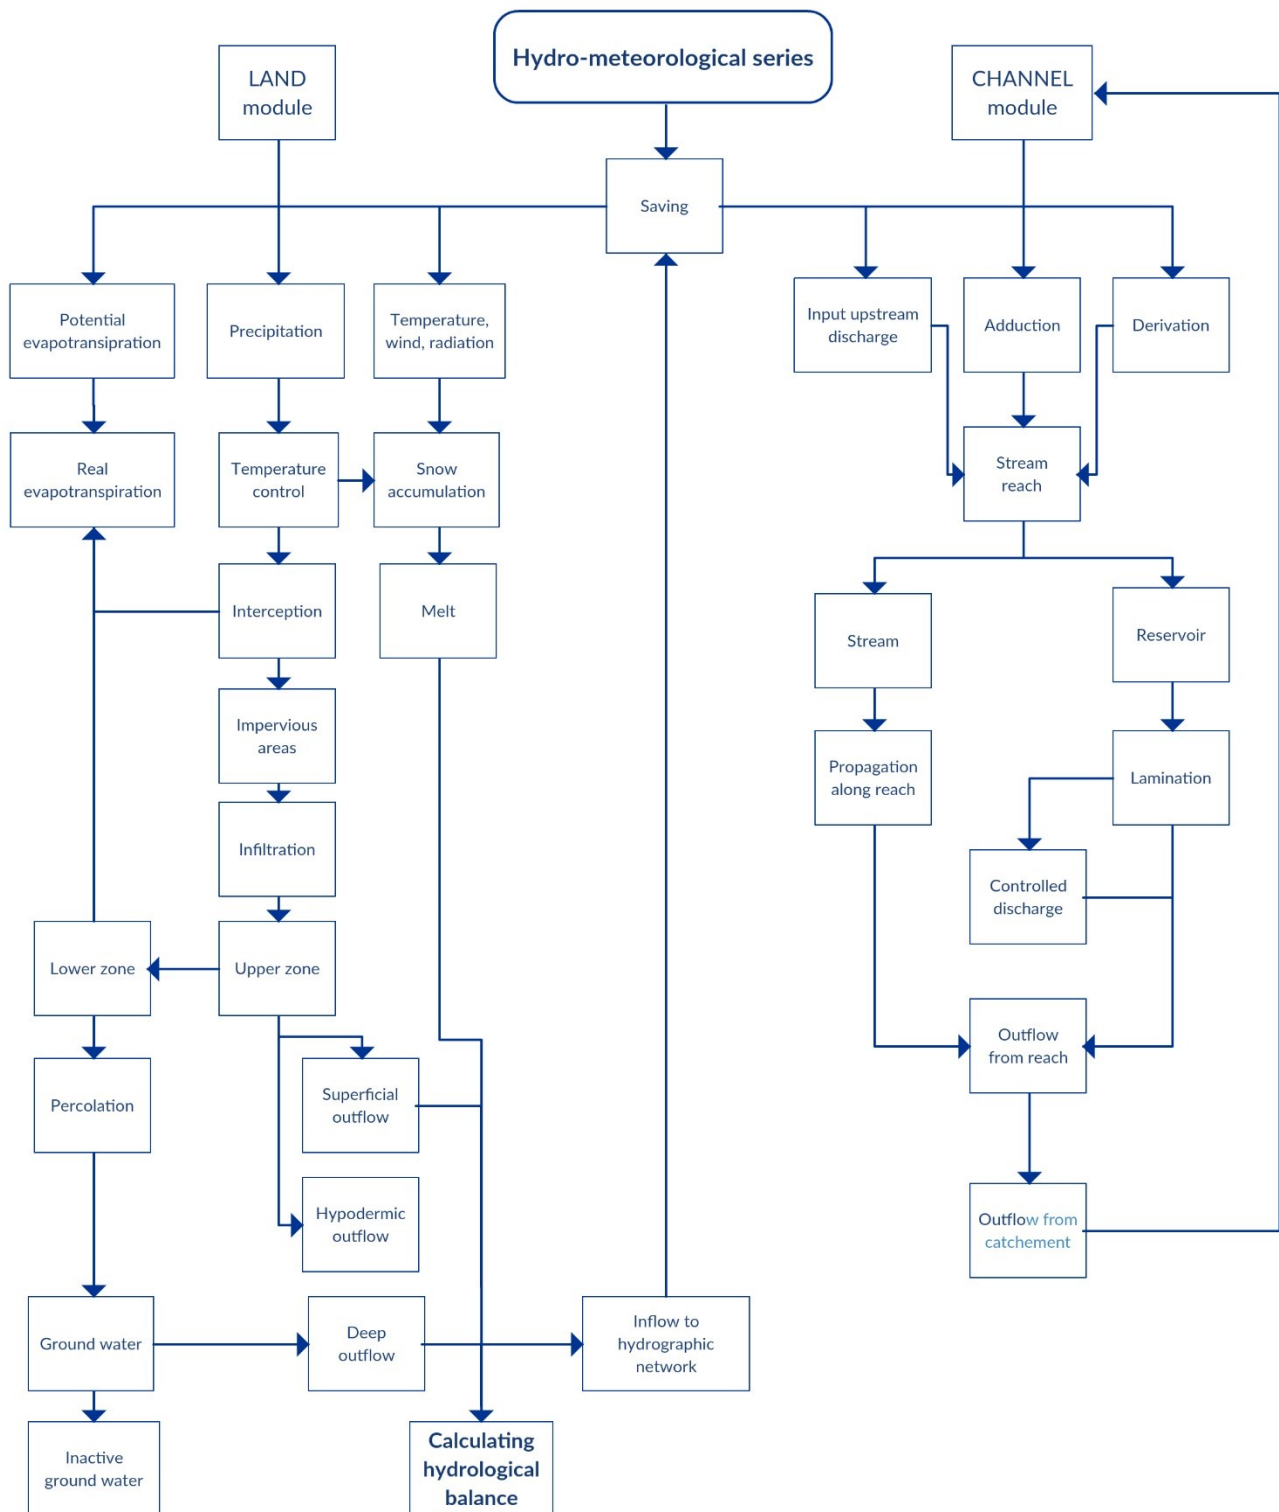 Hydro-meteorological series
LAND
module
CHANNEL
module
Saving
Potential
evapotransipration
Precipitation
Temperature,
wind, radiation
Input upstream
discharge
Adduction
Derivation
Real
evapotranspiration
Temperature
control
Snow
accumulation
Stream
reach
Interception
Melt
Stream
Reservoir
Impervious
areas
Propagation
along reach
Lamination
Infiltration
Controlled
discharge
Lower zone
Upper zone
Outflow
from reach
Percolation
Superficial
outflow
Hypodermic
outflow
Outflow from
catchement
Ground water
Deep
outflow
Inflow to
hydrographic
network
Inactive
ground water
Calculating
hydrological
balance